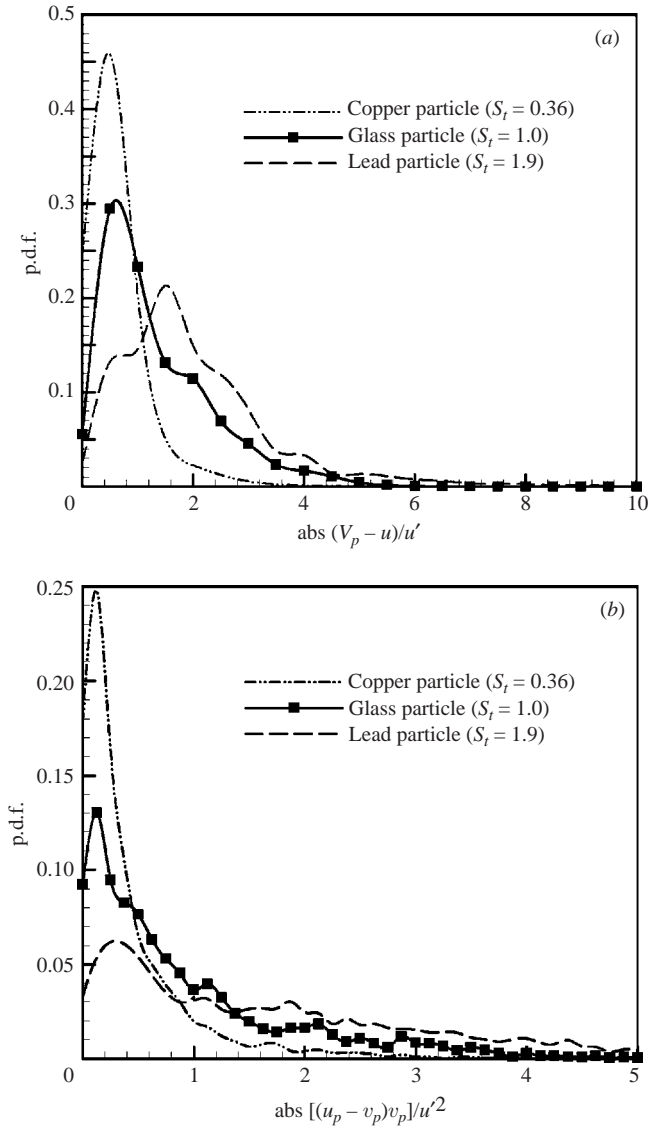 0.5
(a)
0.4
0.3
0.2
0.1
p.d.f.
Copper particle (Sₜ = 0.36)
Glass particle (Sₜ = 1.0)
Lead particle (Sₜ = 1.9)
0 2 4 6 8 10
abs (Vₚ – u)/u′
0.25
(b)
0.20
0.15
0.10
0.05
p.d.f.
Copper particle (Sₜ = 0.36)
Glass particle (Sₜ = 1.0)
Lead particle (Sₜ = 1.9)
0 1 2 3 4 5
abs [(uₚ – vₚ)vₚ]/u′²